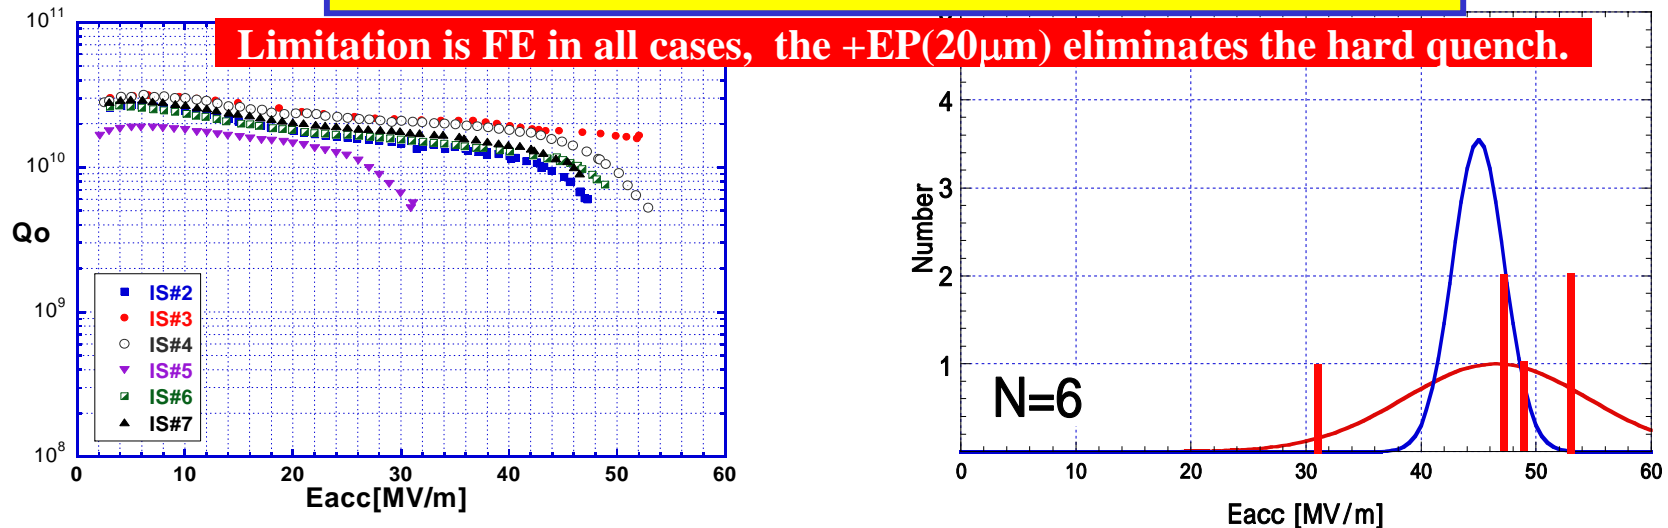 Limitation is FE in all cases, the +EP(20μm) eliminates the hard quench.
10¹¹
10¹⁰
10⁹
10⁸
Qo
IS#2
IS#3
IS#4
IS#5
IS#6
IS#7
0 10 20 30 40 50 60
Eacc[MV/m]
4
3
2
1
Number
N=6
0 10 20 30 40 50 60
Eacc [MV/m]